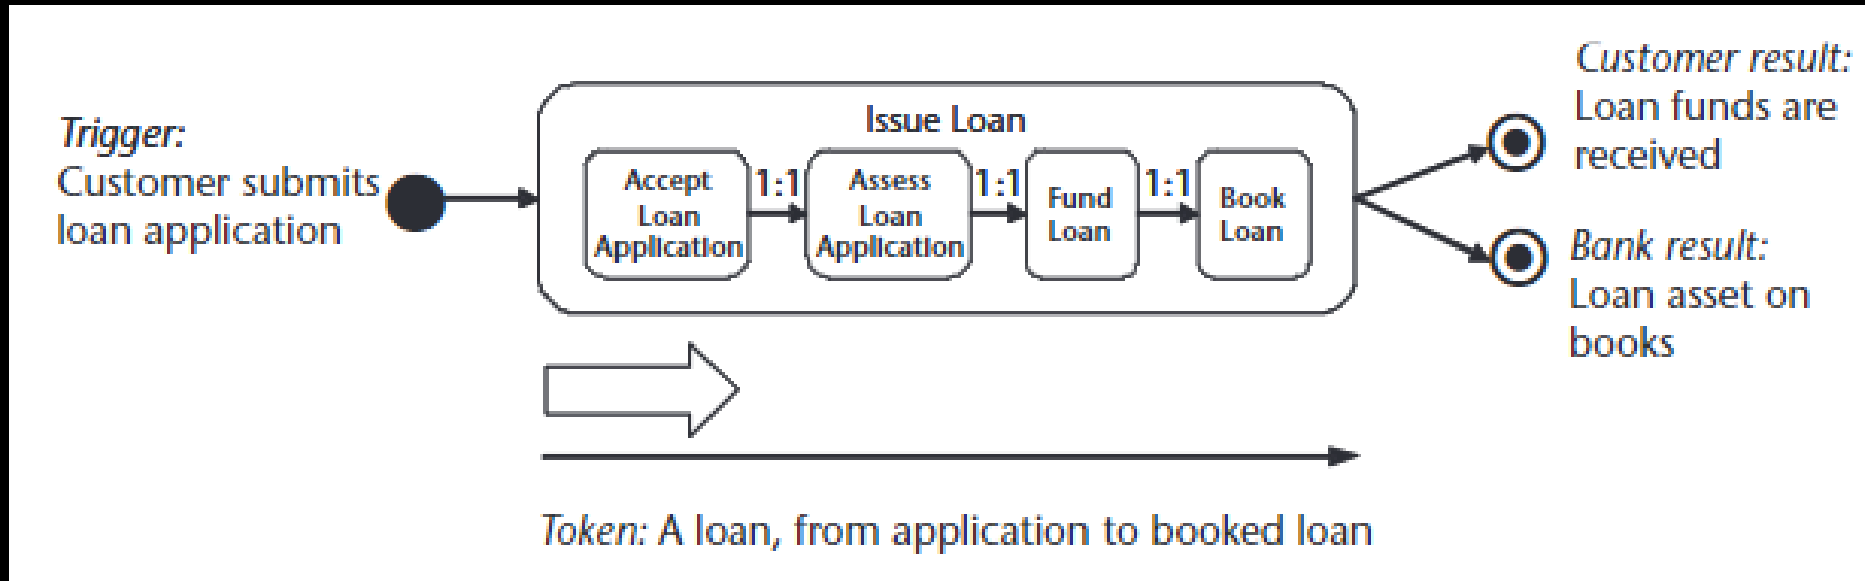 Trigger:
Customer submits
loan application
Issue Loan
Accept
Loan
Application
1:1
Assess
Loan
Application
1:1
Fund
Loan
1:1
Book
Loan
Customer result:
Loan funds are
received
Bank result:
Loan asset on
books
Token: A loan, from application to booked loan